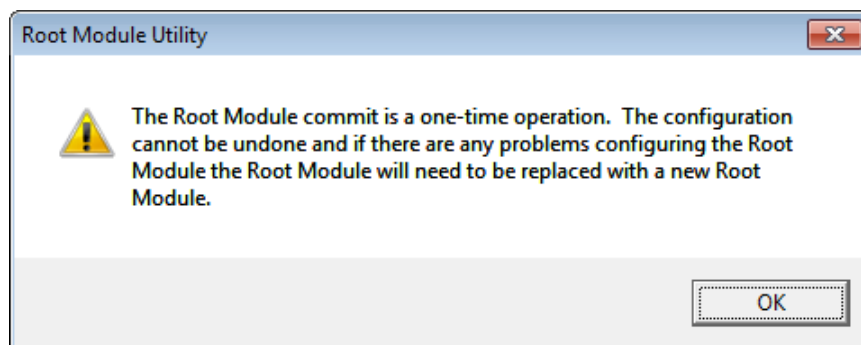 Root Module Utility
The Root Module commit is a one-time operation.  The configuration
cannot be undone and if there are any problems configuring the Root
Module the Root Module will need to be replaced with a new Root
Module.
OK